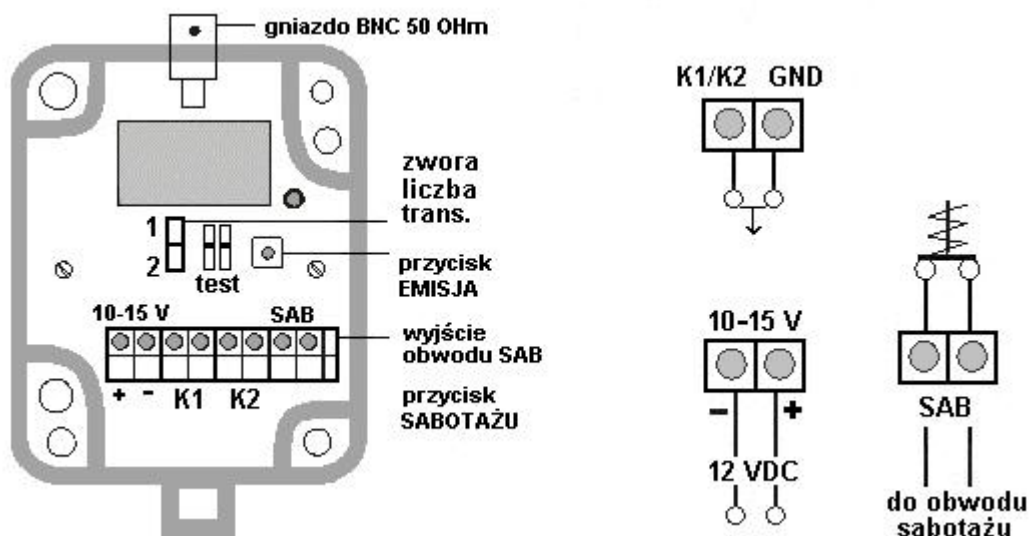 gniazdo BNC 50 OHm
zwora
liczba
trans.
1
2
test
przycisk
EMISJA
10-15 V
SAB
wyjście
obwodu SAB
+ - K1 K2
przycisk
SABOTAŻU
K1/K2 GND
10-15 V
- +
12 VDC
SAB
do obwodu
sabotażu